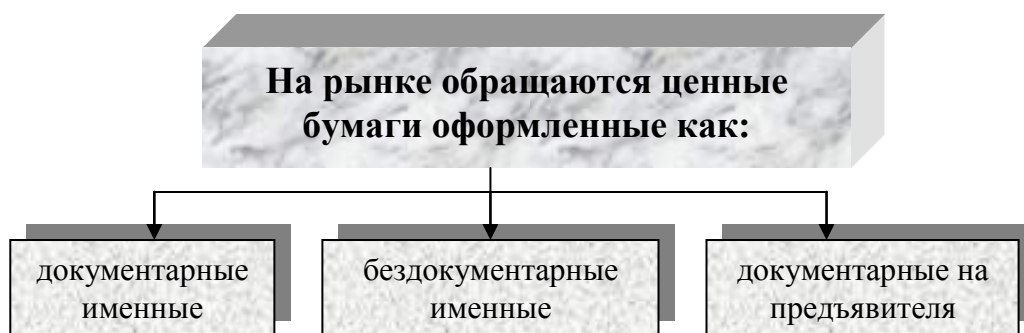 На рынке обращаются ценные
бумаги оформленные как:
документарные
именные
бездокументарные
именные
документарные на
предъявителя